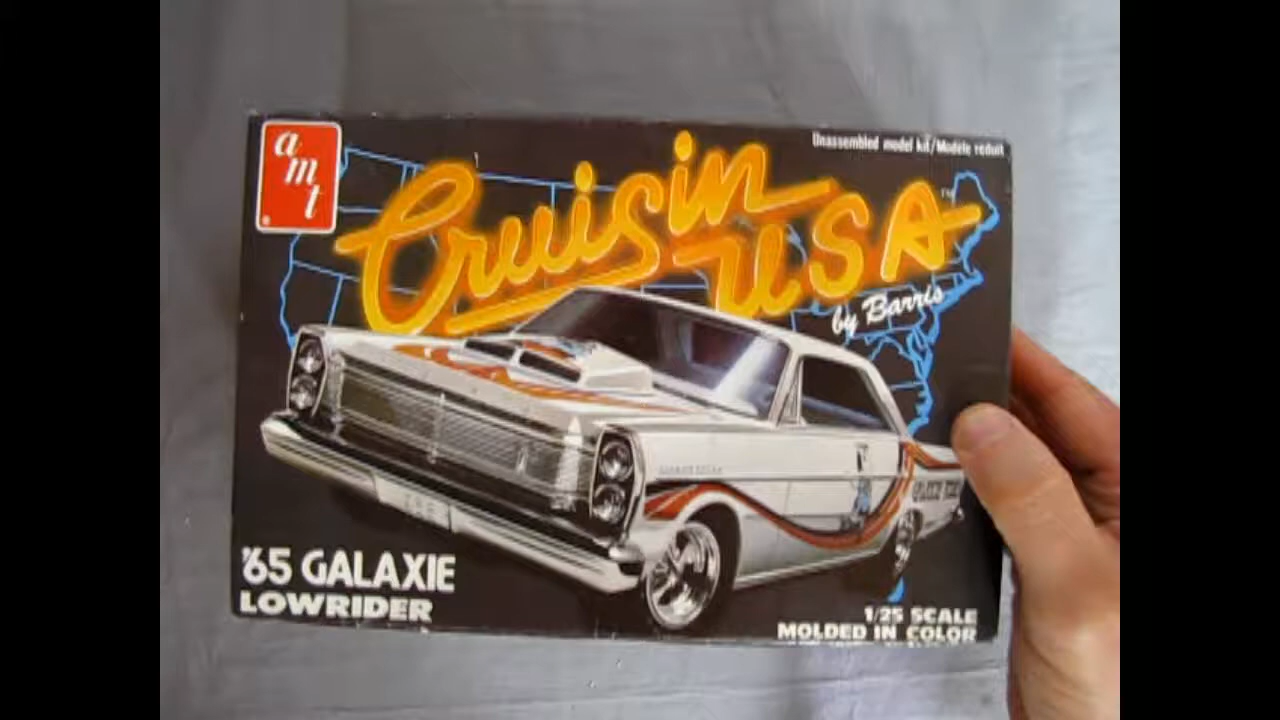 amt
Unassembled model kit/Modele reduit
Cruisin
USA
™
by Barris
'65 GALAXIE
LOWRIDER
1/25 SCALE
MOLDED IN COLOR